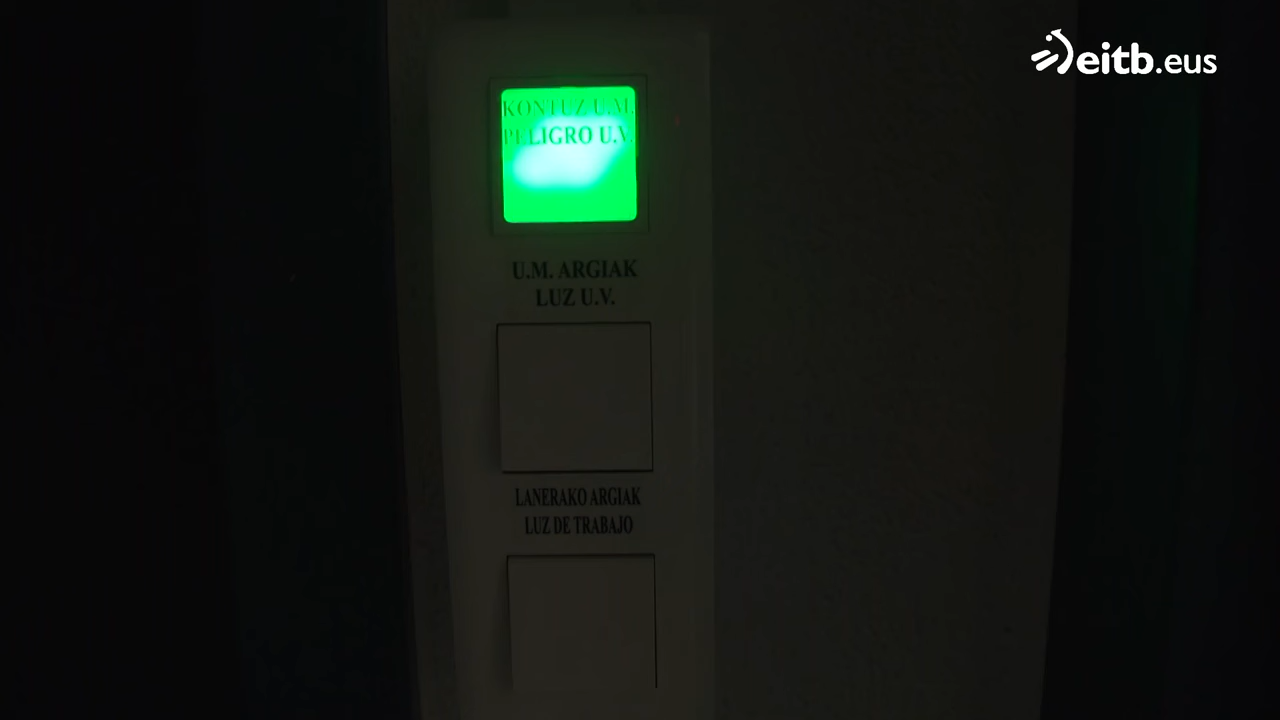 eitb.eus
KONTUZ U.M.
PELIGRO U.V.
U.M. ARGIAK
LUZ U.V.
LANERAKO ARGIAK
LUZ DE TRABAJO